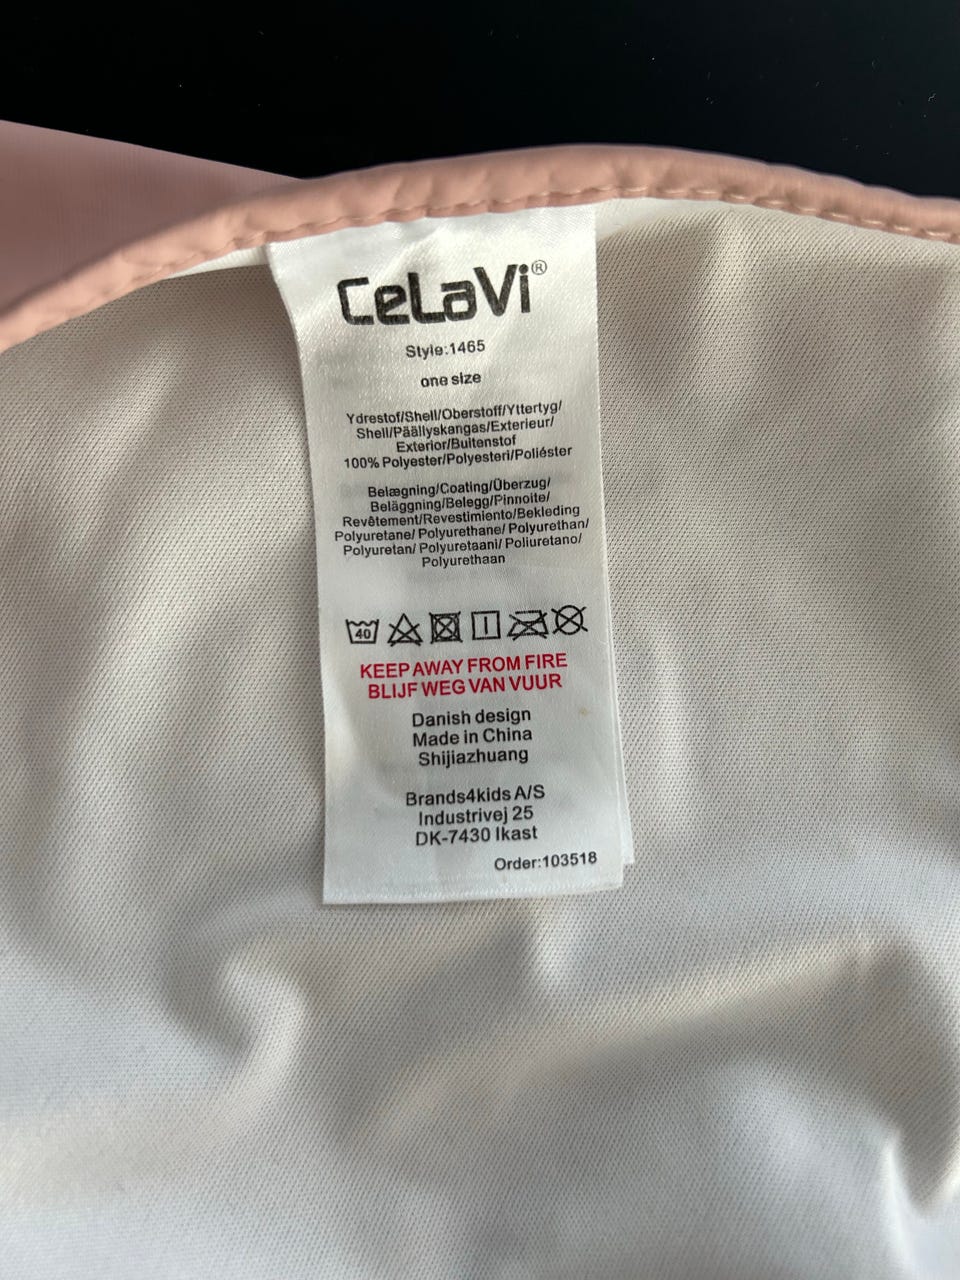 CeLaVi®
Style:1465
one size
Ydrestof/Shell/Oberstoff/Yttertyg/
Shell/Päällyskangas/Exterieur/
Exterior/Buitenstof
100% Polyester/Polyesteri/Poliéster
Belægning/Coating/Überzug/
Beläggning/Belegg/Pinnoite/
Revêtement/Revestimiento/Bekleding
Polyuretane/ Polyurethane/ Polyurethan/
Polyuretan/ Polyuretaani/ Poliuretano/
Polyurethaan
40
KEEP AWAY FROM FIRE
BLIJF WEG VAN VUUR
Danish design
Made in China
Shijiazhuang
Brands4kids A/S
Industrivej 25
DK-7430 Ikast
Order:103518